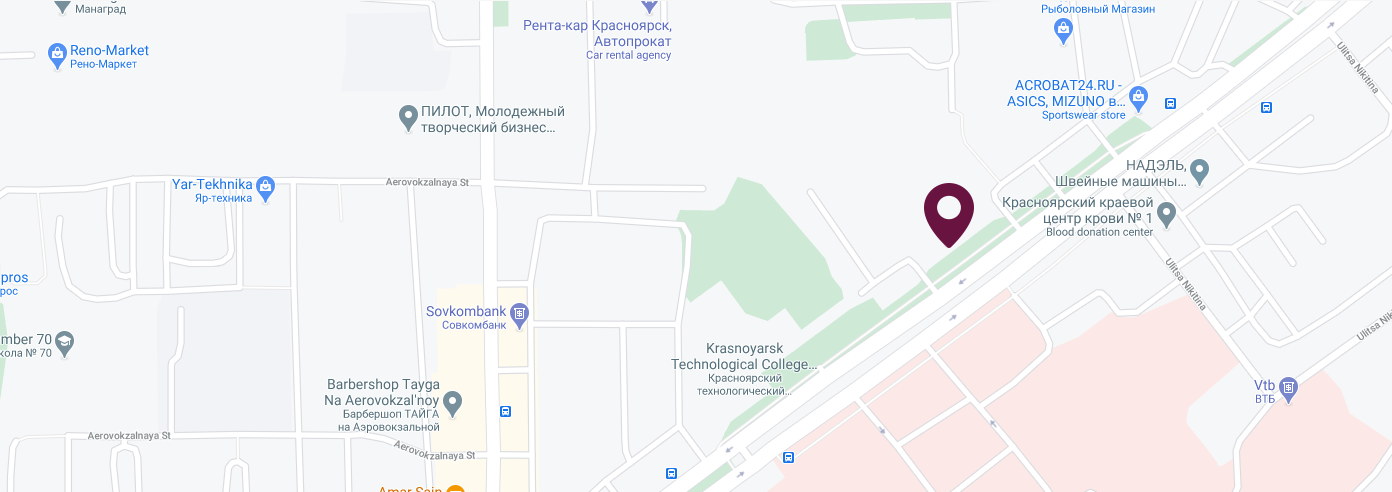 Манаград
Reno-Market
Рено-Маркет
Рента-кар Красноярск,
Автопрокат
Car rental agency
Рыболовный Магазин
Ulitsa Nikitina
ACROBAT24.RU -
ASICS, MIZUNO в…
Sportswear store
ПИЛОТ, Молодежный
творческий бизнес…
НАДЭЛЬ,
Швейные машины…
Yar-Tekhnika
Яр-техника
Aerovokzalnaya St
Красноярский краевой
центр крови № 1
Blood donation center
Ulitsa Nikitina
pros
рос
Sovkombank
Совкомбанк
Ulitsa Nik
mber 70
кола № 70
Krasnoyarsk
Technological College…
Красноярский
технологический…
Barbershop Tayga
Na Aerovokzal'noy
Барбершоп ТАЙГА
на Аэровокзальной
Vtb
ВТБ
Aerovokzalnaya St
Aerovokzalnaya St
Amar Sain